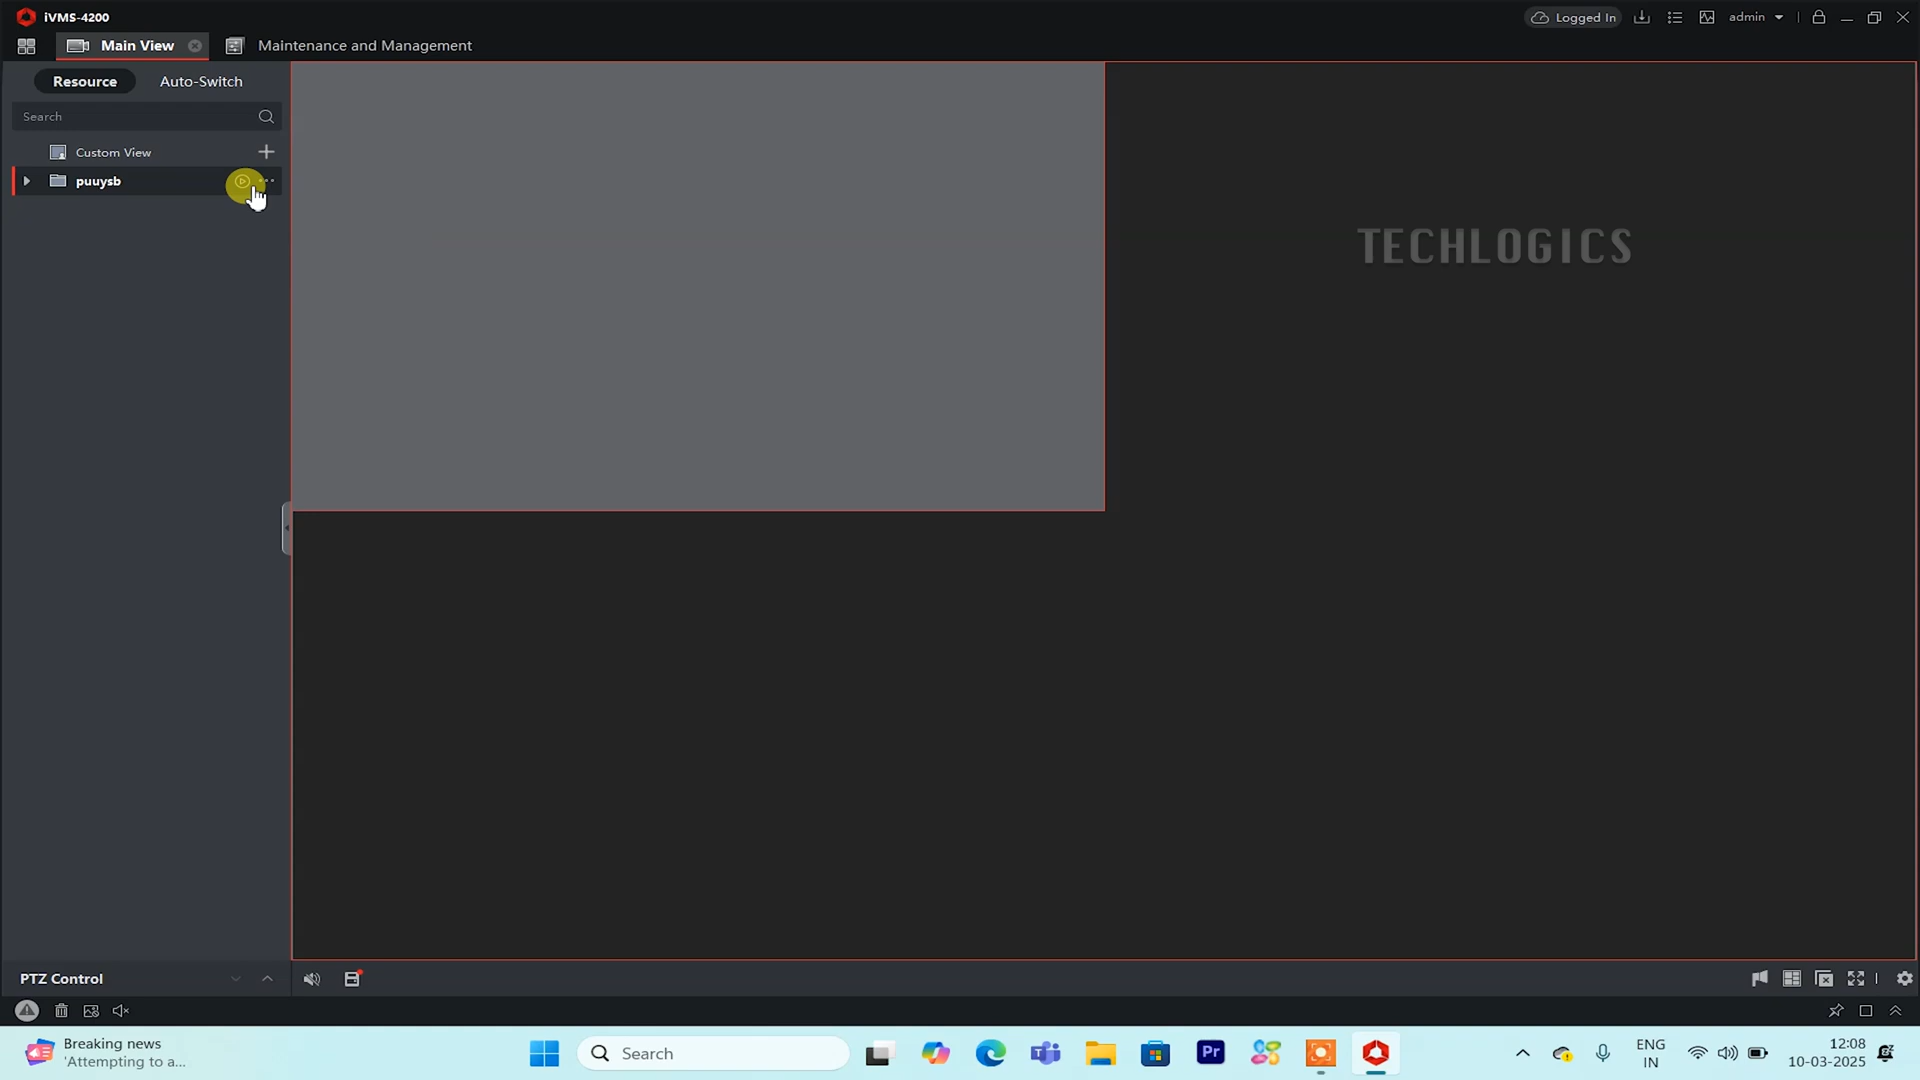 iVMS-4200
Logged In
admin
Main View
Maintenance and Management
Resource
Auto-Switch
Search
Custom View
puuysb
TECHLOGICS
PTZ Control
Breaking news
'Attempting to a...
Search
Pr
ENG
IN
12:08
10-03-2025